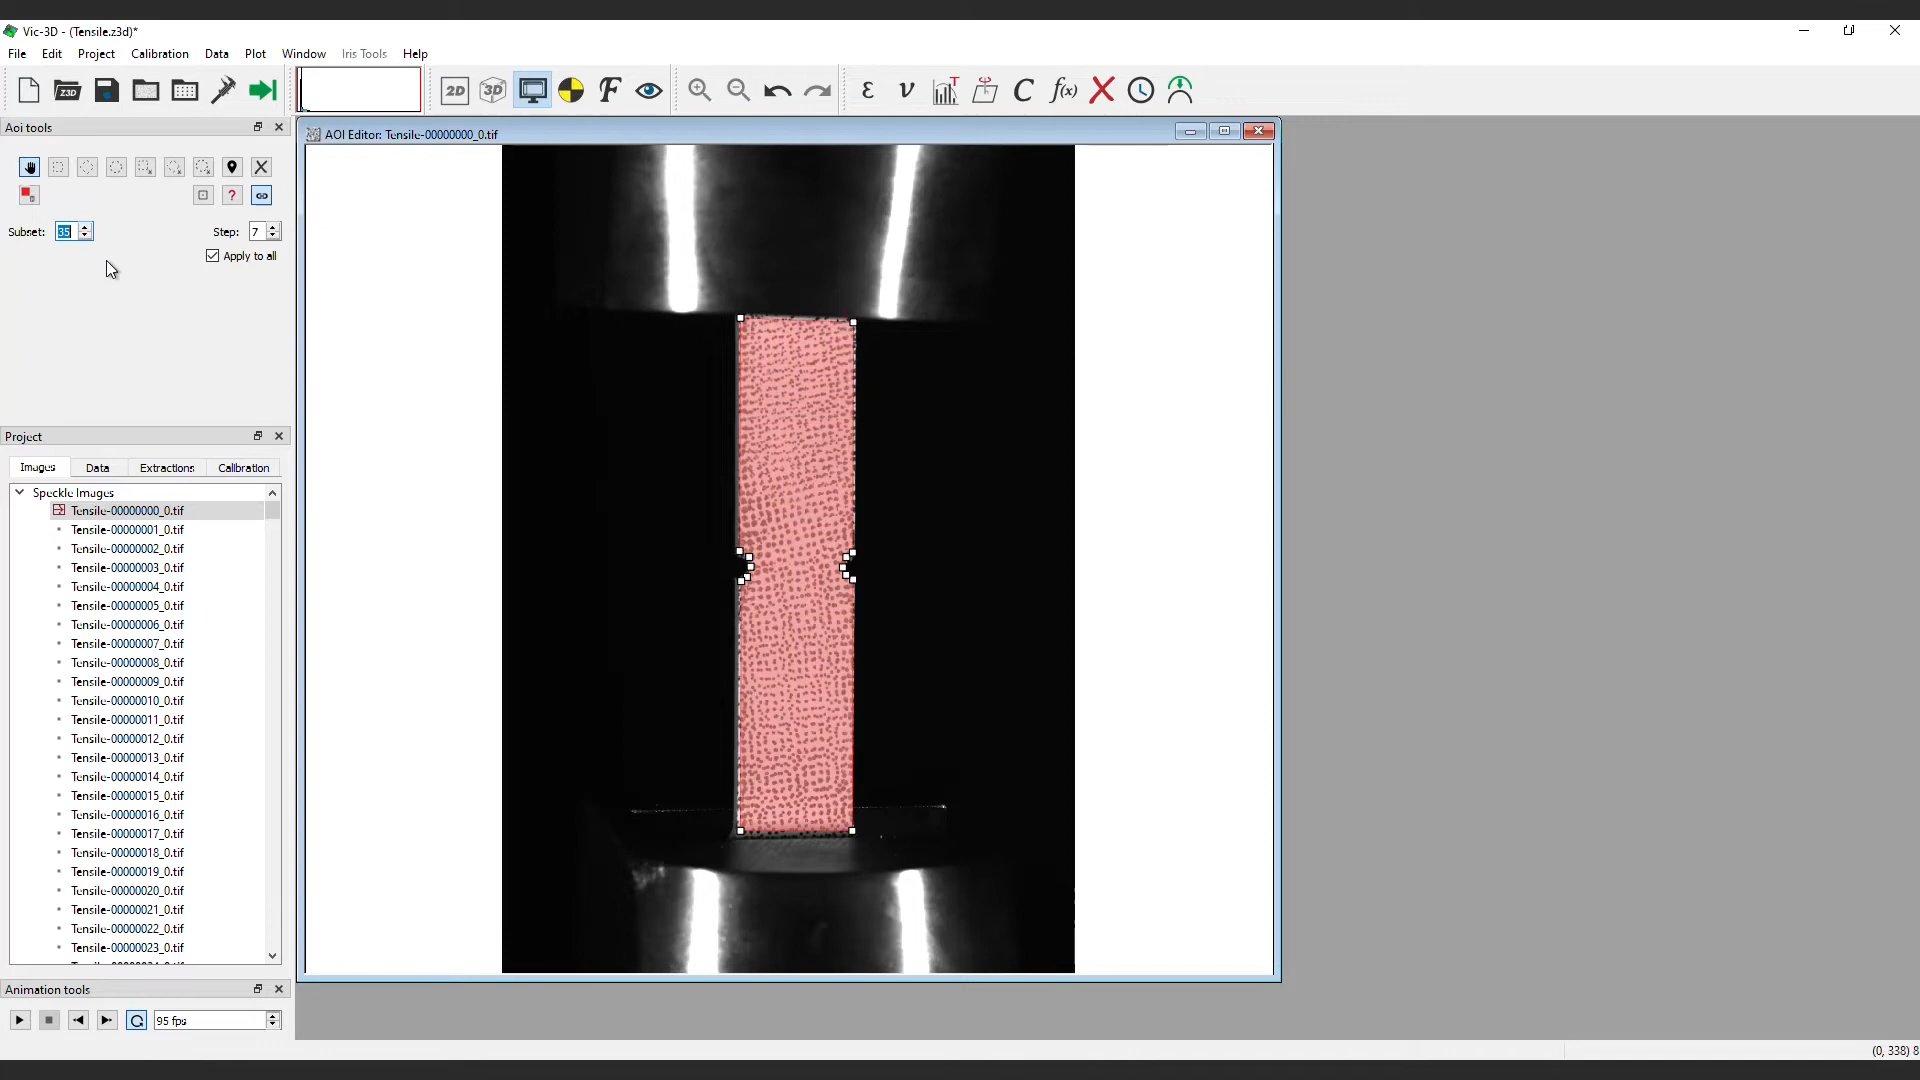 Vic-3D - (Tensile.z3d)*
File Edit Project Calibration Data Plot Window Iris Tools Help
Z3D 2D 3D F ε ν T C f(x)
Aoi tools
?
Subset: 35 Step: 7
Apply to all
AOI Editor: Tensile-00000000_0.tif
Project
Images Data Extractions Calibration
Speckle Images
Tensile-00000000_0.tif
Tensile-00000001_0.tif
Tensile-00000002_0.tif
Tensile-00000003_0.tif
Tensile-00000004_0.tif
Tensile-00000005_0.tif
Tensile-00000006_0.tif
Tensile-00000007_0.tif
Tensile-00000008_0.tif
Tensile-00000009_0.tif
Tensile-00000010_0.tif
Tensile-00000011_0.tif
Tensile-00000012_0.tif
Tensile-00000013_0.tif
Tensile-00000014_0.tif
Tensile-00000015_0.tif
Tensile-00000016_0.tif
Tensile-00000017_0.tif
Tensile-00000018_0.tif
Tensile-00000019_0.tif
Tensile-00000020_0.tif
Tensile-00000021_0.tif
Tensile-00000022_0.tif
Tensile-00000023_0.tif
Animation tools
95 fps
(0, 338) 8